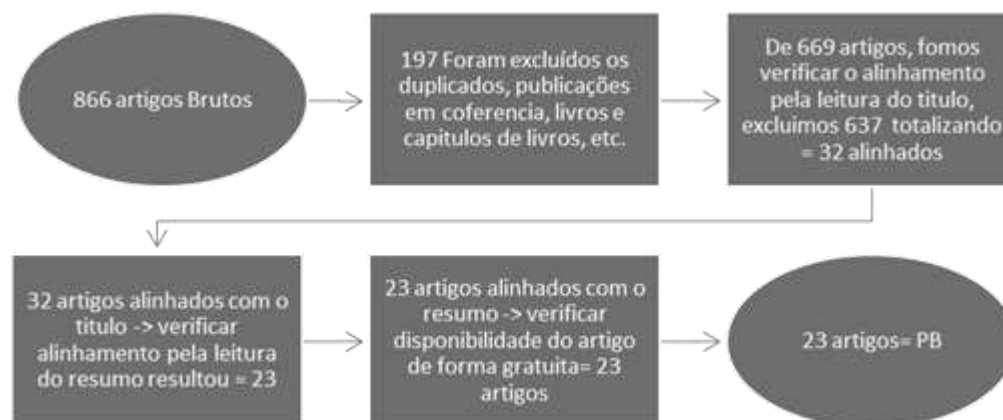 866 artigos Brutos
197 Foram excluídos os
duplicados, publicações
em coferencia, livros e
capitulos de livros, etc.
De 669 artigos, fomos
verificar o alinhamento
pela leitura do titulo,
excluimos 637 totalizando
= 32 alinhados
32 artigos alinhados com o
titulo -> verificar
alinhamento pela leitura
do resumo resultou = 23
23 artigos alinhados com o
resumo -> verificar
disponibilidade do artigo
de forma gratuita= 23
artigos
23 artigos= PB